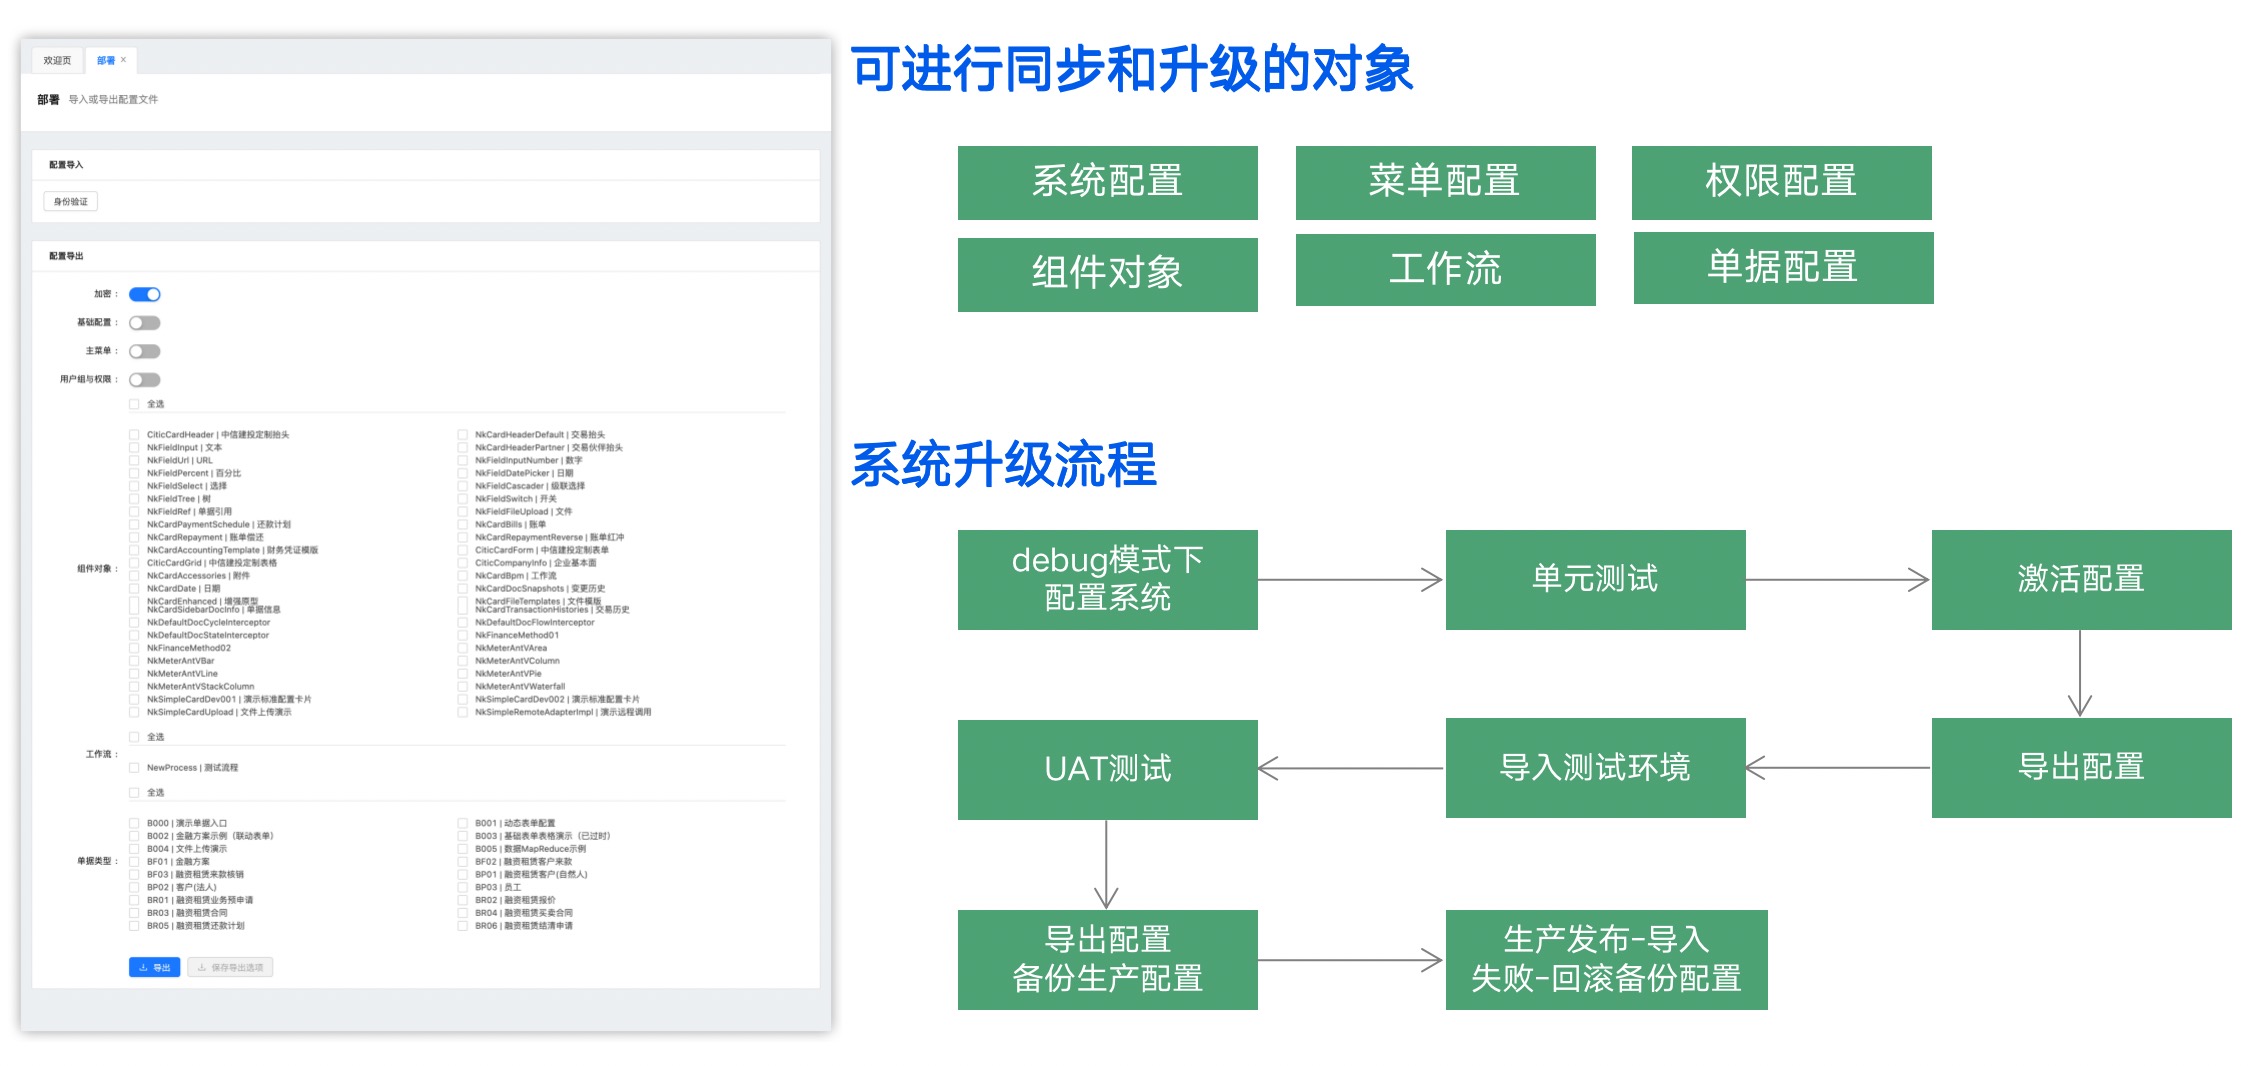 欢迎页
部署 ×
部署 导入或导出配置文件
配置导入
身份验证
配置导出
加密：
基础配置：
主菜单：
用户组与权限：
全选
组件对象：
CiticCardHeader | 中信建投定制抬头
NkCardHeaderDefault | 交易抬头
NkFieldInput | 文本
NkCardHeaderPartner | 交易伙伴抬头
NkFieldUrl | URL
NkFieldInputNumber | 数字
NkFieldPercent | 百分比
NkFieldDatePicker | 日期
NkFieldSelect | 选择
NkFieldCascader | 级联选择
NkFieldTree | 树
NkFieldSwitch | 开关
NkFieldRef | 单据引用
NkFieldFileUpload | 文件
NkCardPaymentSchedule | 还款计划
NkCardBills | 账单
NkCardRepayment | 账单偿还
NkCardRepaymentReverse | 账单红冲
NkCardAccountingTemplate | 财务凭证模版
CiticCardForm | 中信建投定制表单
CiticCardGrid | 中信建投定制表格
CiticCompanyInfo | 企业基本面
NkCardAccessories | 附件
NkCardBpm | 工作流
NkCardDate | 日期
NkCardDocSnapshots | 变更历史
NkCardEnhanced | 增强原型
NkCardFileTemplates | 文件模版
NkCardSidebarDocInfo | 单据信息
NkCardTransactionHistories | 交易历史
NkDefaultDocCycleInterceptor
NkDefaultDocFlowInterceptor
NkDefaultDocStateInterceptor
NkFinanceMethod01
NkFinanceMethod02
NkMeterAntVArea
NkMeterAntVBar
NkMeterAntVColumn
NkMeterAntVLine
NkMeterAntVPie
NkMeterAntVStackColumn
NkMeterAntVWaterfall
NkSimpleCardDev001 | 演示标准配置卡片
NkSimpleCardDev002 | 演示标准配置卡片
NkSimpleCardUpload | 文件上传演示
NkSimpleRemoteAdapterImpl | 演示远程调用
全选
工作流：
NewProcess | 测试流程
全选
单据类型：
B000 | 演示单据入口
B001 | 动态表单配置
B002 | 金融方案示例（联动表单）
B003 | 基础表单表格演示（已过时）
B004 | 文件上传演示
B005 | 数据MapReduce示例
BF01 | 金融方案
BF02 | 融资租赁客户来款
BF03 | 融资租赁来款核销
BP01 | 融资租赁客户(自然人)
BP02 | 客户(法人)
BP03 | 员工
BR01 | 融资租赁业务预申请
BR02 | 融资租赁报价
BR03 | 融资租赁合同
BR04 | 融资租赁买卖合同
BR05 | 融资租赁还款计划
BR06 | 融资租赁结清申请
导出
保存导出选项
可进行同步和升级的对象
系统配置
菜单配置
权限配置
组件对象
工作流
单据配置
系统升级流程
debug模式下
配置系统
单元测试
激活配置
UAT测试
导入测试环境
导出配置
导出配置
备份生产配置
生产发布-导入
失败-回滚备份配置